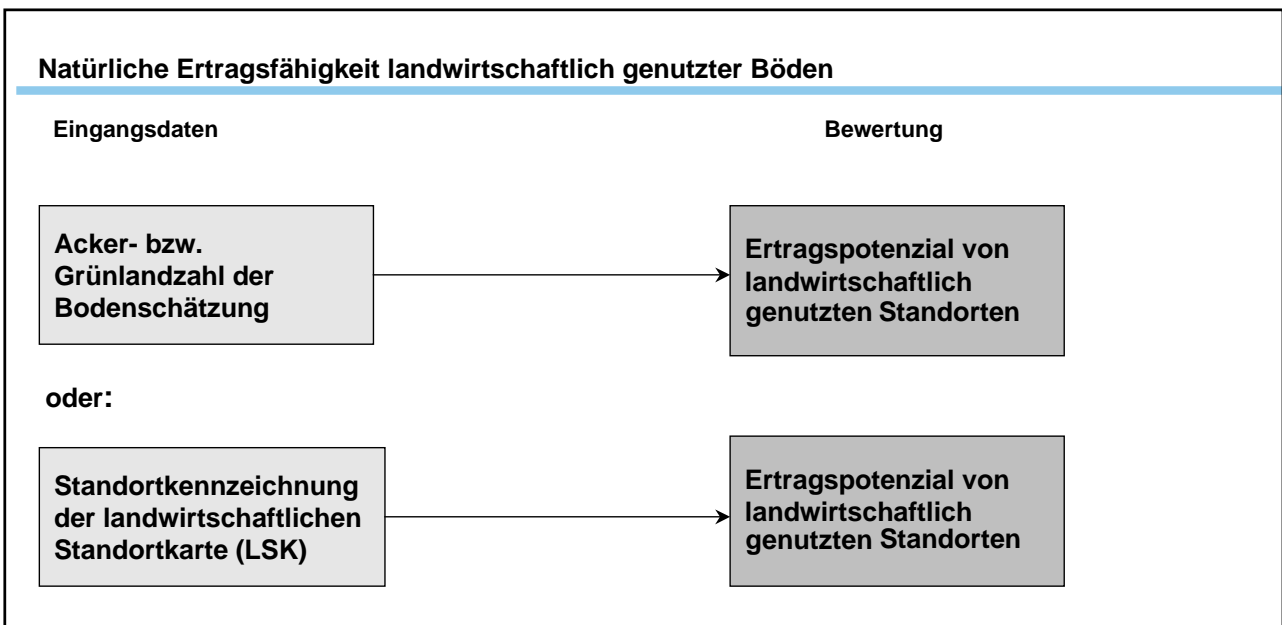 Natürliche Ertragsfähigkeit landwirtschaftlich genutzter Böden
Eingangsdaten
Bewertung
Acker- bzw.
Grünlandzahl der
Bodenschätzung
Ertragspotenzial von
landwirtschaftlich
genutzten Standorten
oder:
Standortkennzeichnung
der landwirtschaftlichen
Standortkarte (LSK)
Ertragspotenzial von
landwirtschaftlich
genutzten Standorten